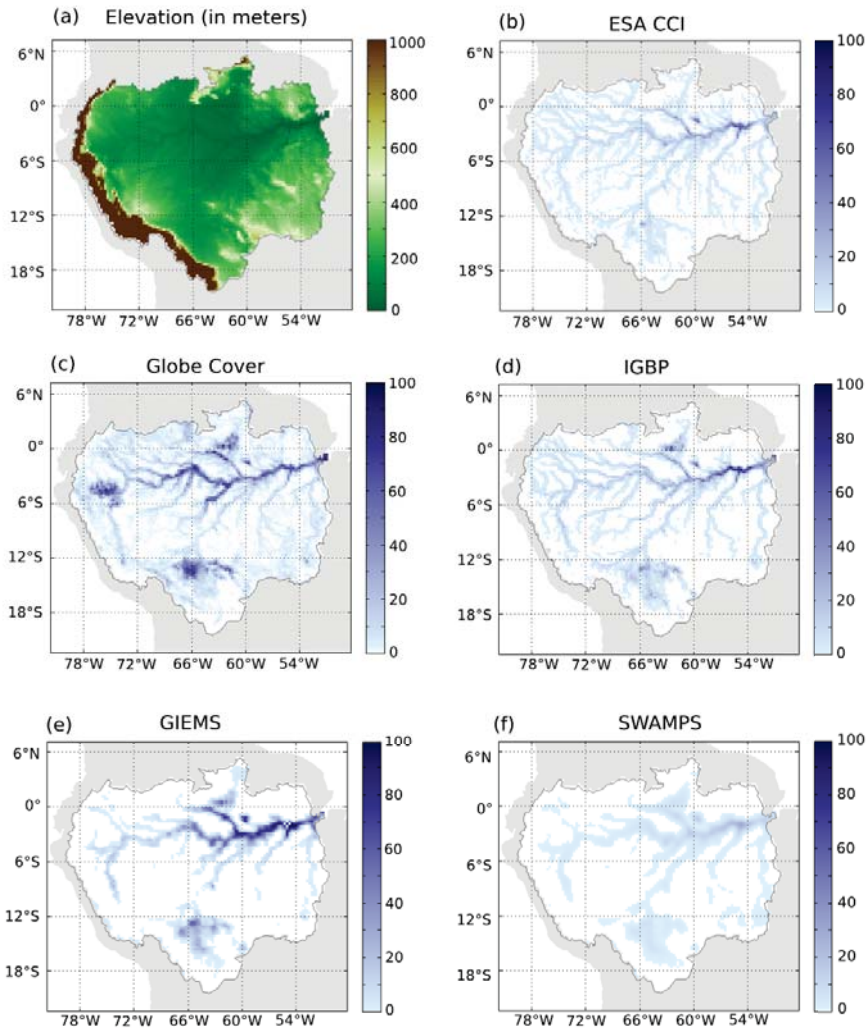 (a) Elevation (in meters)
6°N
0°
6°S
12°S
18°S
78°W 72°W 66°W 60°W 54°W
1000
800
600
400
200
0
(b) ESA CCI
6°N
0°
6°S
12°S
18°S
78°W 72°W 66°W 60°W 54°W
100
80
60
40
20
0
(c) Globe Cover
6°N
0°
6°S
12°S
18°S
78°W 72°W 66°W 60°W 54°W
100
80
60
40
20
0
(d) IGBP
6°N
0°
6°S
12°S
18°S
78°W 72°W 66°W 60°W 54°W
100
80
60
40
20
0
(e) GIEMS
6°N
0°
6°S
12°S
18°S
78°W 72°W 66°W 60°W 54°W
100
80
60
40
20
0
(f) SWAMPS
6°N
0°
6°S
12°S
18°S
78°W 72°W 66°W 60°W 54°W
100
80
60
40
20
0